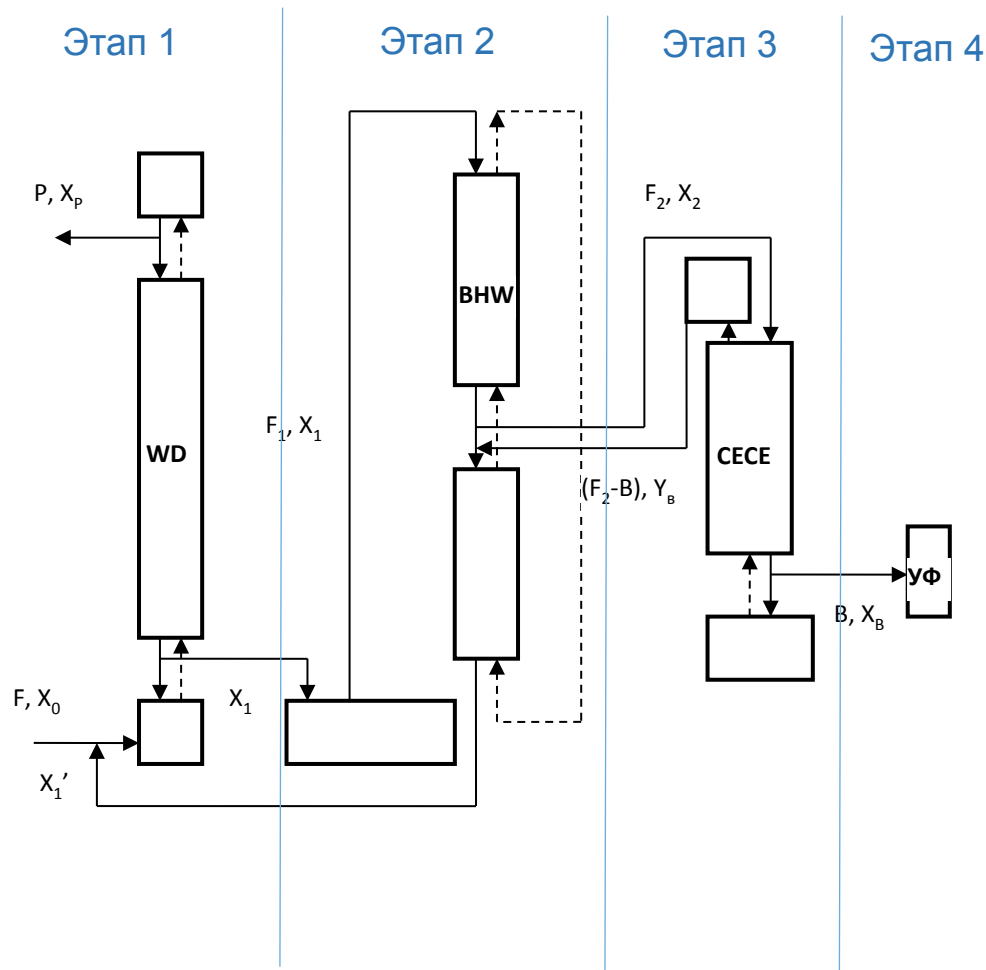 Этап 1
Этап 2
Этап 3
Этап 4
P, X_P
F_2, X_2
BHW
F_1, X_1
WD
CECE
(F_2-B), Y_в
УФ
B, X_B
F, X_0
X_1
X_1’